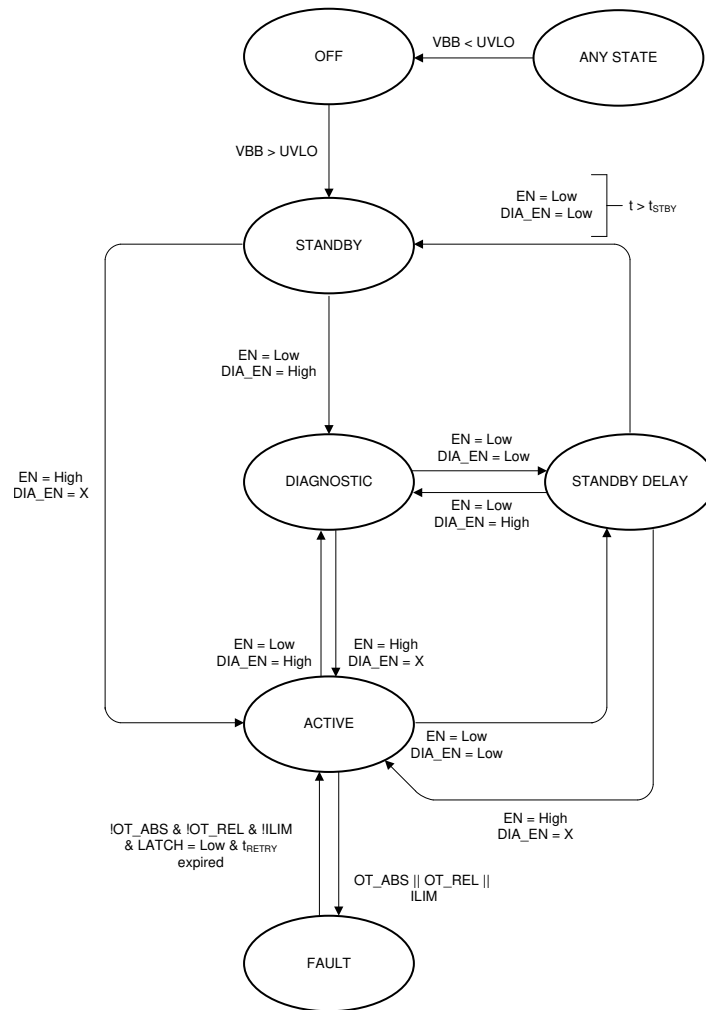 OFF
VBB < UVLO
ANY STATE
VBB > UVLO
EN = Low
DIA_EN = Low
t > tSTBY
STANDBY
EN = Low
DIA_EN = High
EN = High
DIA_EN = X
DIAGNOSTIC
EN = Low
DIA_EN = Low
EN = Low
DIA_EN = High
STANDBY DELAY
EN = Low
DIA_EN = High
EN = High
DIA_EN = X
ACTIVE
EN = Low
DIA_EN = Low
EN = High
DIA_EN = X
!OT_ABS & !OT_REL & !ILIM
& LATCH = Low & tRETRY
expired
OT_ABS || OT_REL ||
ILIM
FAULT